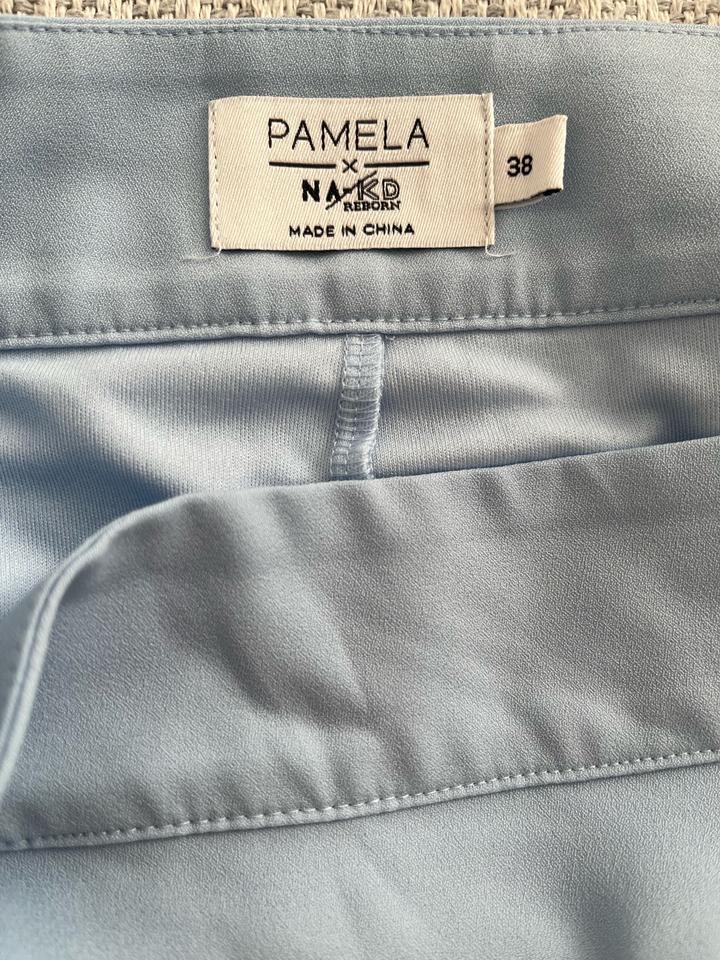 PAMELA
×
NA-KD
REBORN
MADE IN CHINA
38